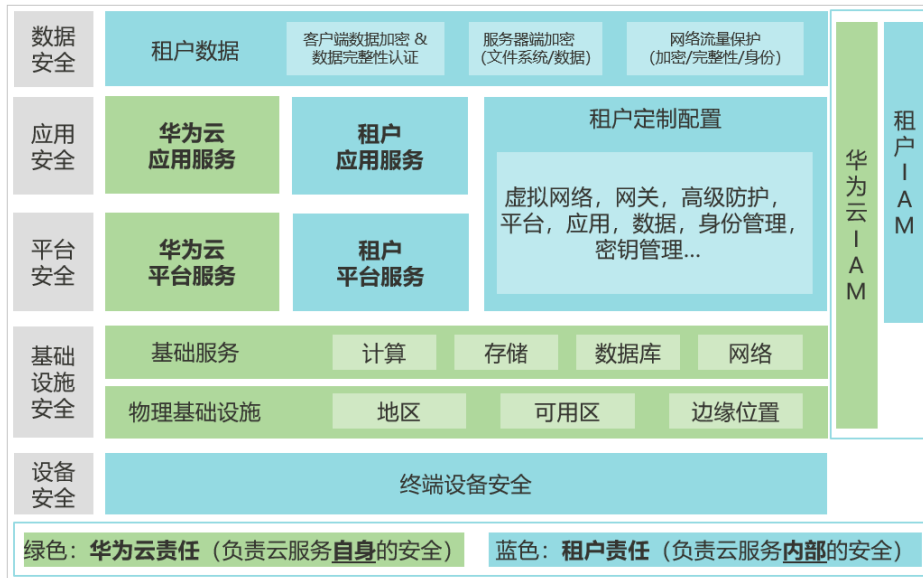 数据
安全
租户数据
客户端数据加密 &
数据完整性认证
服务器端加密
(文件系统/数据)
网络流量保护
(加密/完整性/身份)
应用
安全
华为云
应用服务
租户
应用服务
租户定制配置
虚拟网络，网关，高级防护，
平台，应用，数据，身份管理，
密钥管理...
平台
安全
华为云
平台服务
租户
平台服务
基础
设施
安全
基础服务
计算
存储
数据库
网络
物理基础设施
地区
可用区
边缘位置
设备
安全
终端设备安全
华为云IAM
租户IAM
绿色：华为云责任（负责云服务自身的安全）
蓝色：租户责任（负责云服务内部的安全）